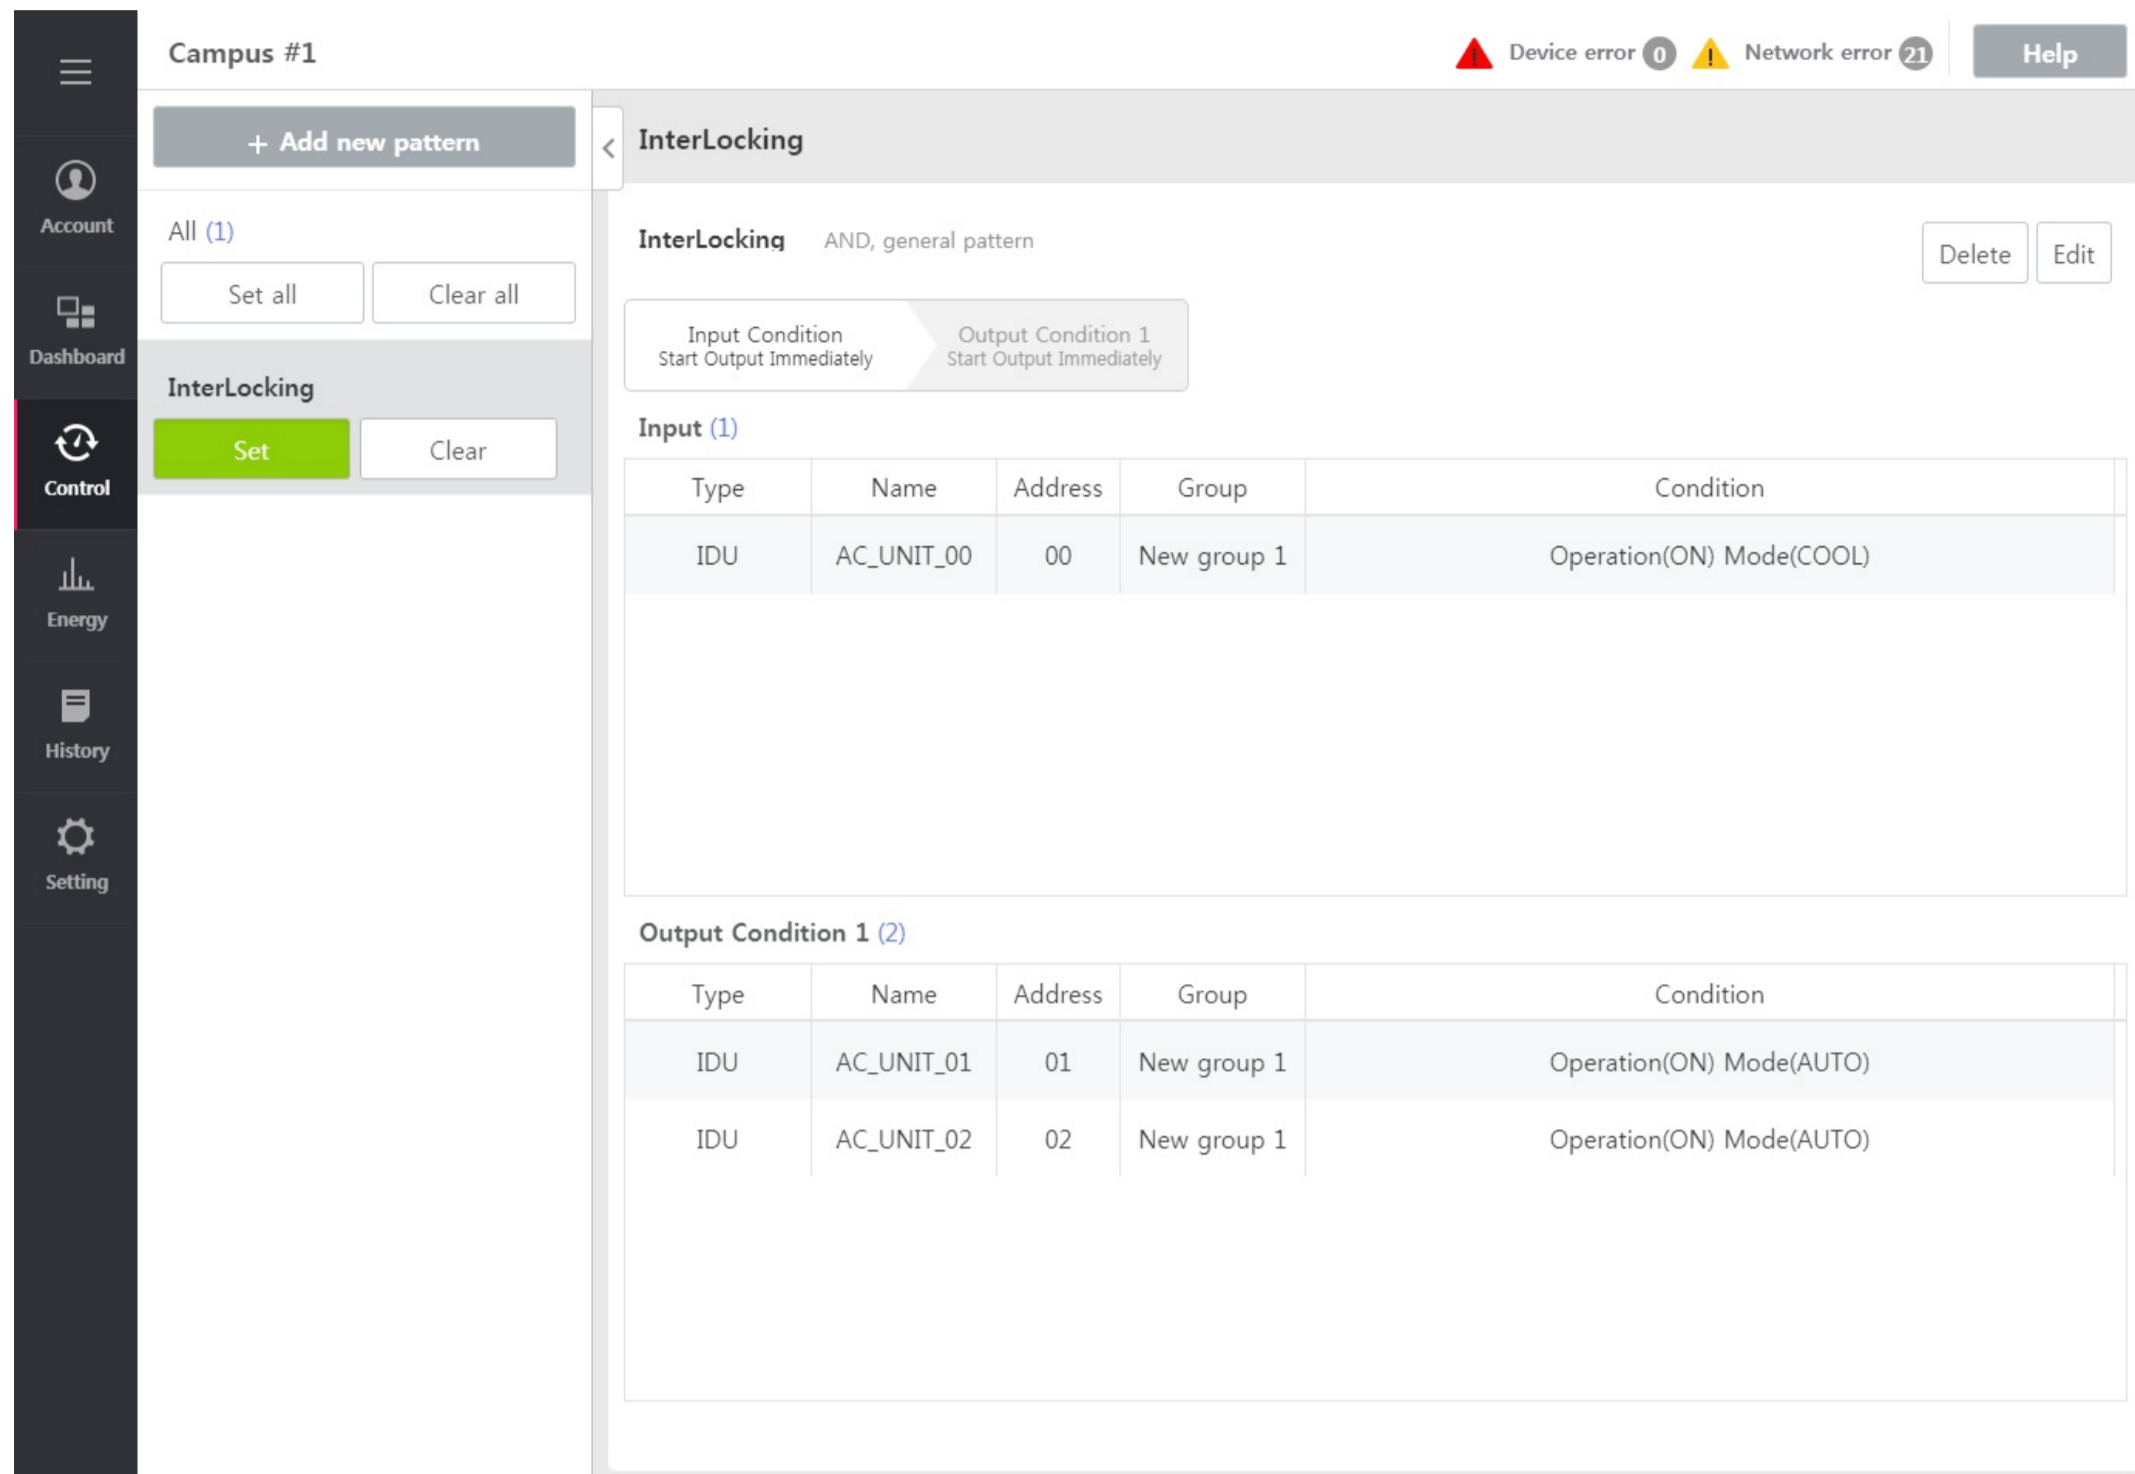 Campus #1
Device error 0
Network error 21
Help
Account
Dashboard
Control
Energy
History
Setting
+ Add new pattern
All (1)
Set all
Clear all
InterLocking
Set
Clear
<
InterLocking
InterLocking AND, general pattern
Delete
Edit
Input Condition
Start Output Immediately
Output Condition 1
Start Output Immediately
Input (1)
Type Name Address Group Condition
IDU AC_UNIT_00 00 New group 1 Operation(ON) Mode(COOL)
Output Condition 1 (2)
Type Name Address Group Condition
IDU AC_UNIT_01 01 New group 1 Operation(ON) Mode(AUTO)
IDU AC_UNIT_02 02 New group 1 Operation(ON) Mode(AUTO)